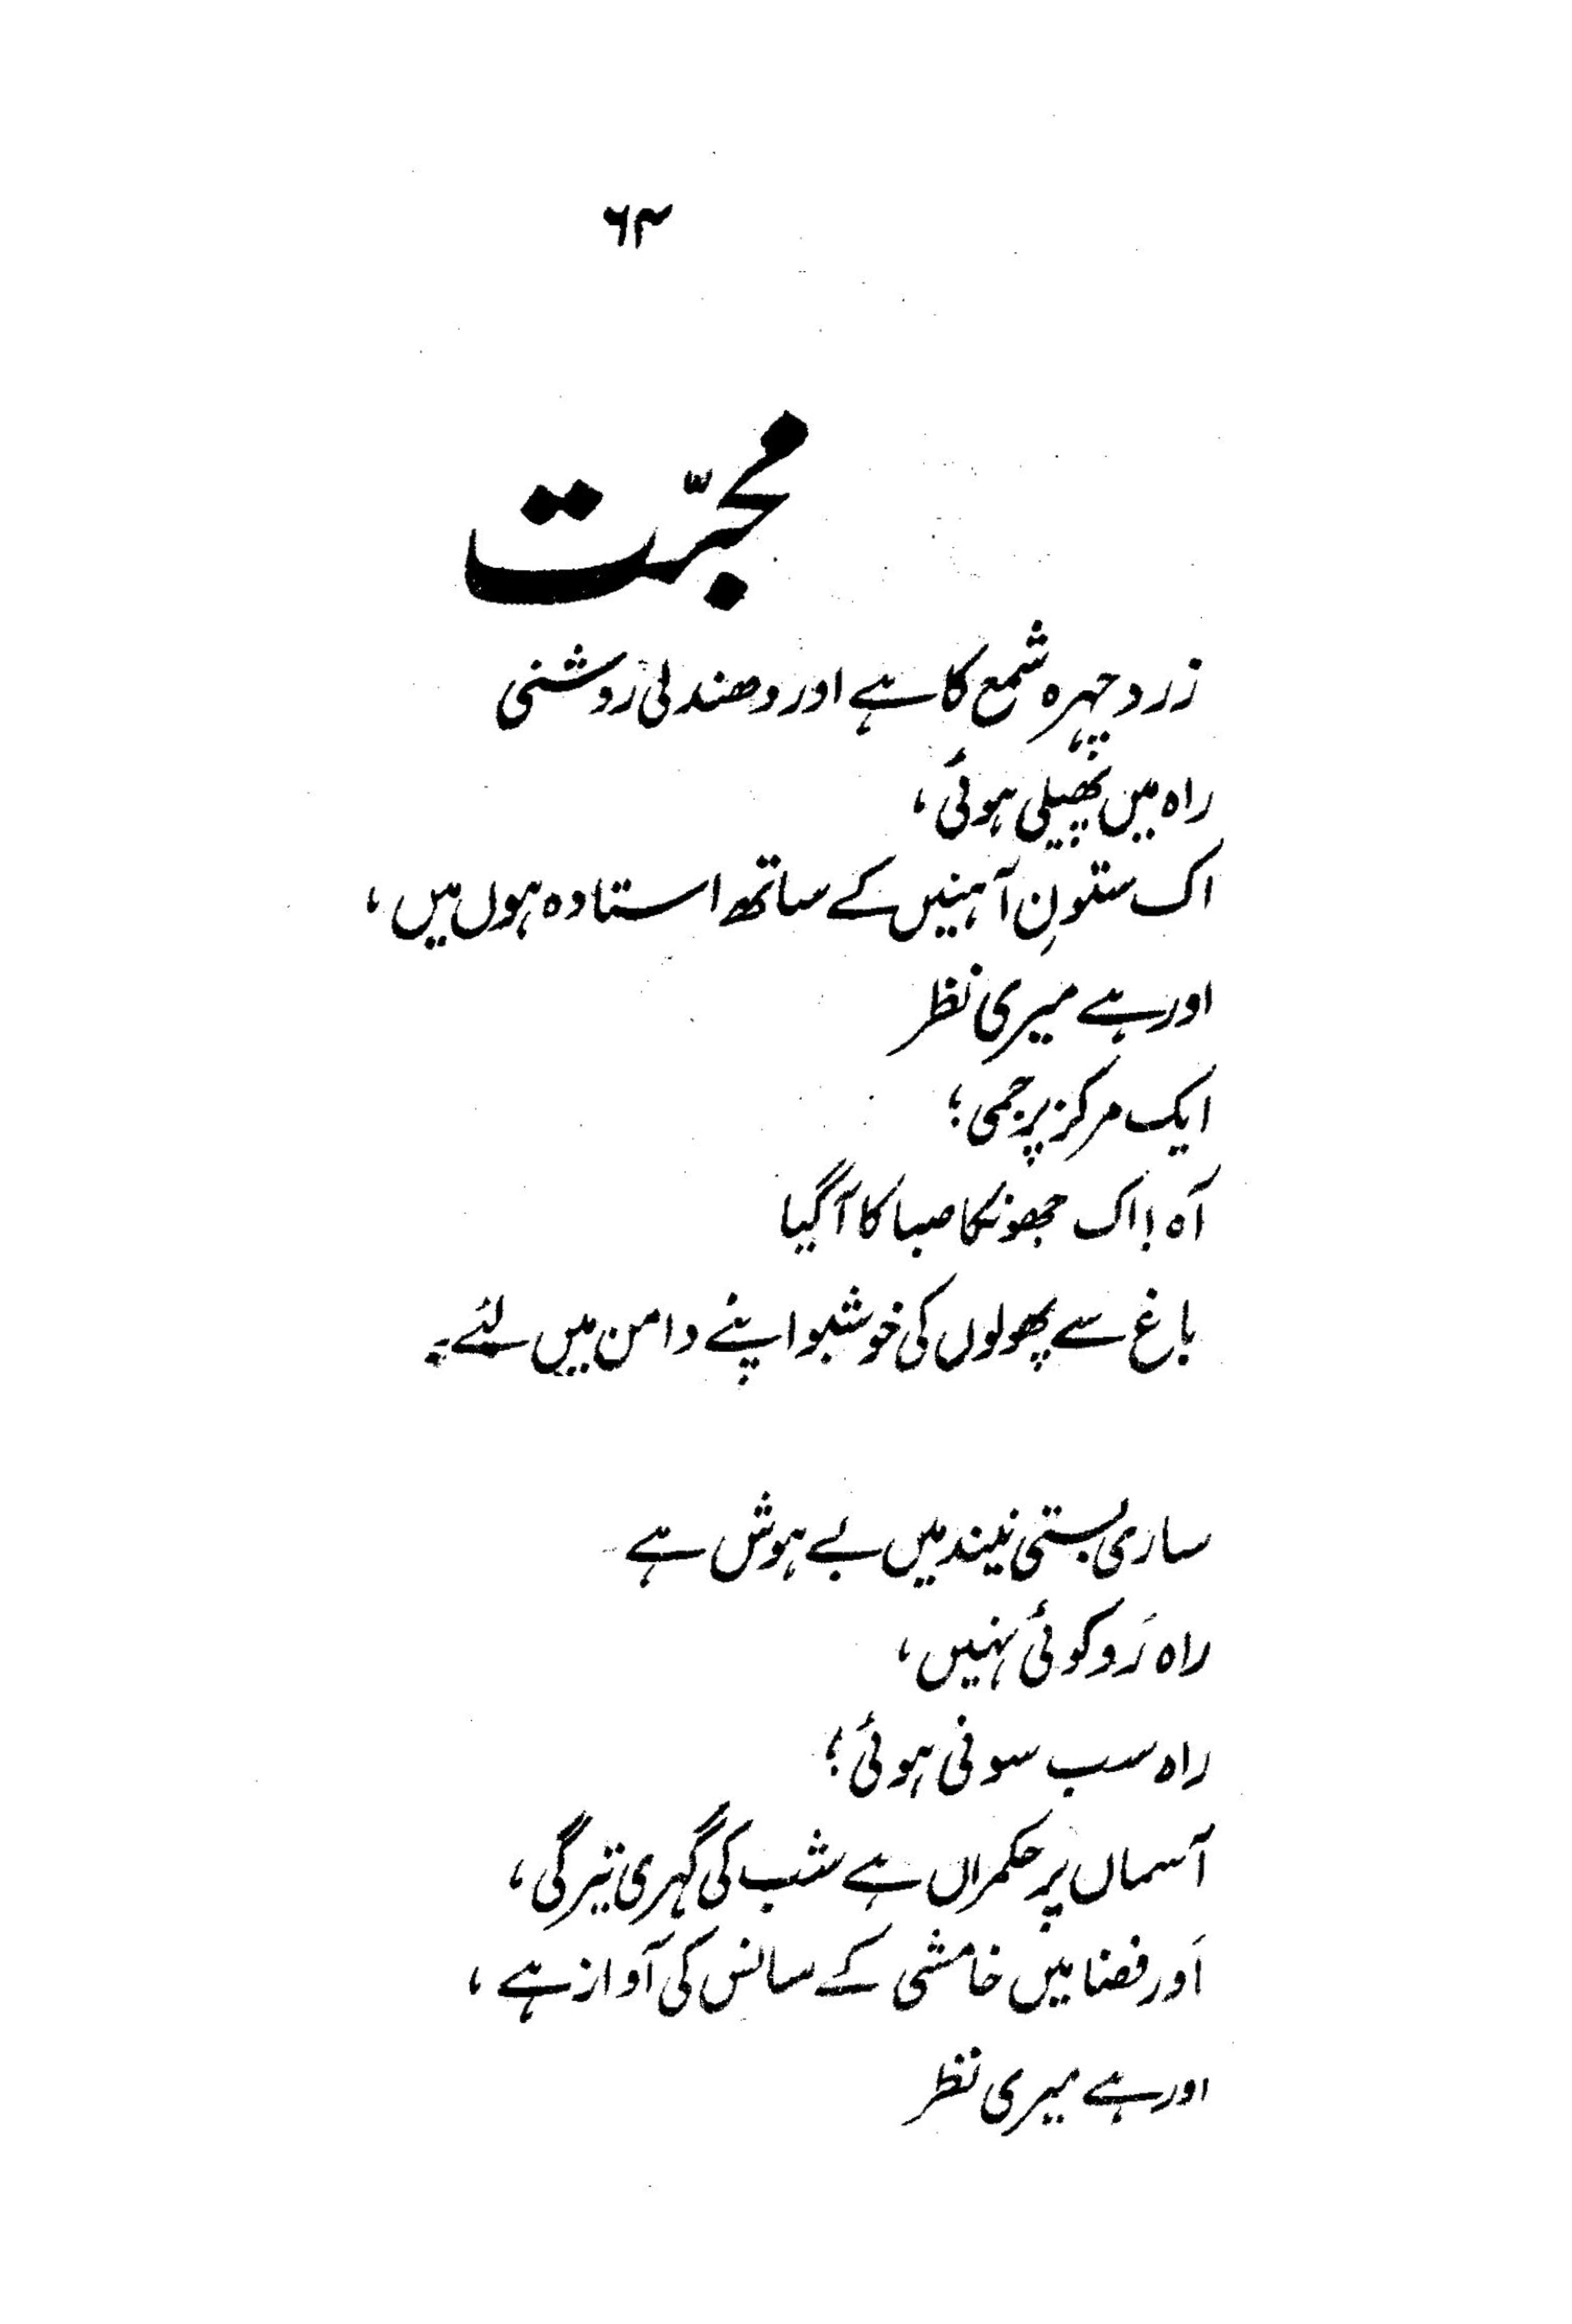 ۶۳
محبّت
زرد چہرہ شمع کا ہے اور دھندلی روشنی
راہ میں پھیلی ہوئی،
اک ستونِ آہنیں کے ساتھ استادہ ہوں میں،
اور ہے میری نظر
ایک مرکز پر جمی؛
آہ! اک جھونکا صبا کا آ گیا
باغ سے پھولوں کی خوشبو اپنے دامن میں لئے۔
ساری بستی نیند میں بے ہوش ہے
راہ رَو کوئی نہیں،
راہ سب سونی ہوئی؛
آسماں پر حکمراں ہے شب کی گہری تیرگی،
اَور فضا میں خامشی کے سانس کی آواز ہے،
اور ہے میری نظر